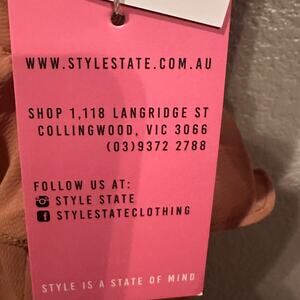 WWW.STYLESTATE.COM.AU
SHOP 1,118 LANGRIDGE ST
COLLINGWOOD, VIC 3066
(03)9372 2788
FOLLOW US AT:
STYLE STATE
STYLESTATECLOTHING
STYLE IS A STATE OF MIND